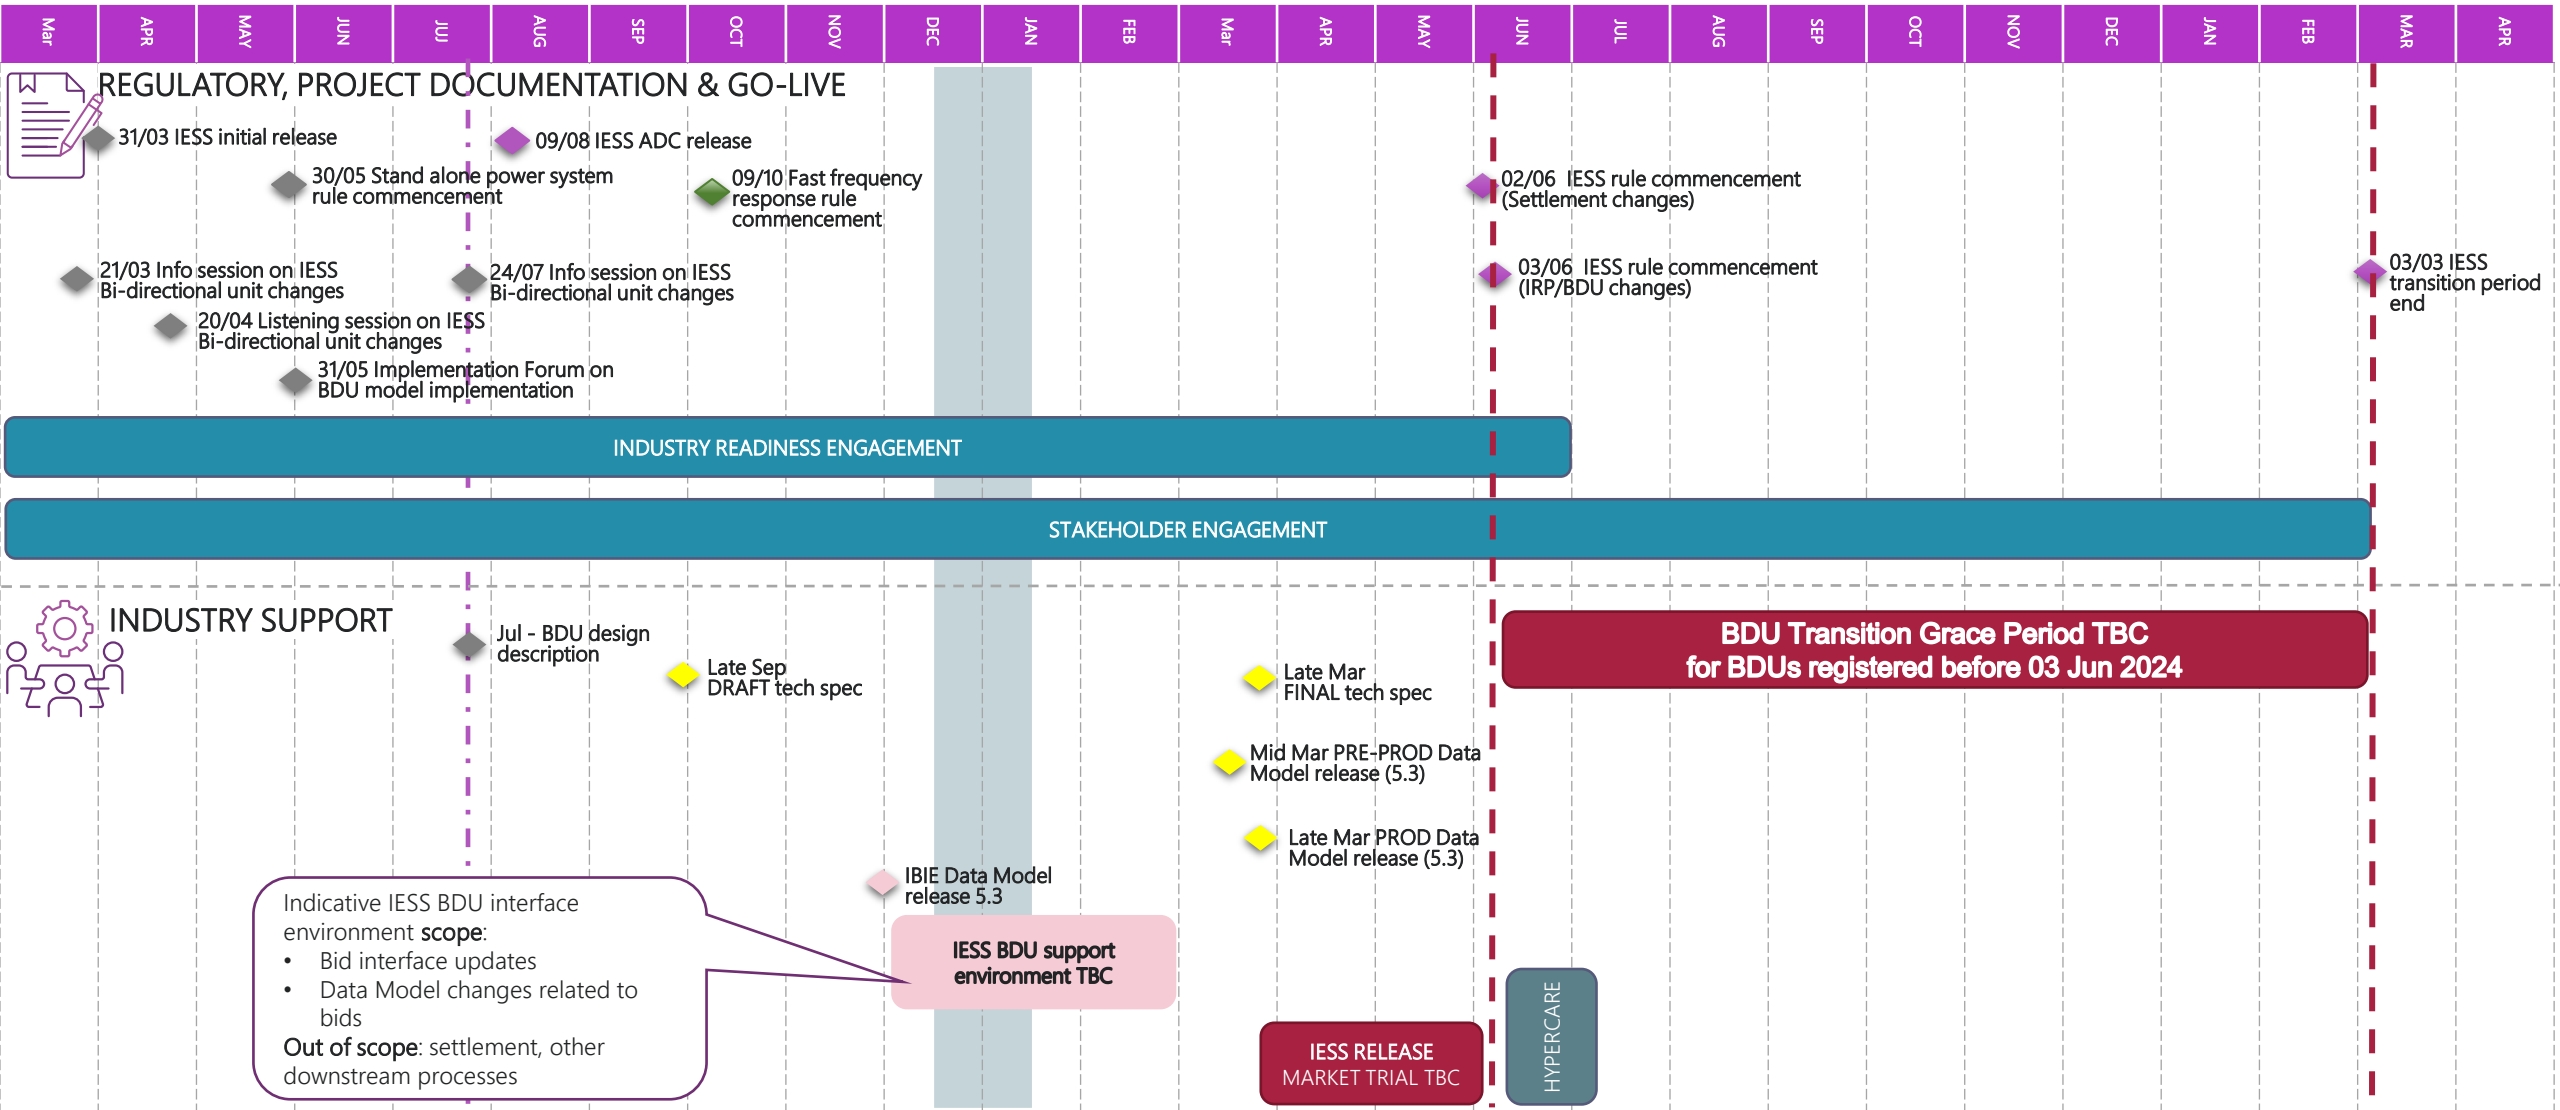 Mar
APR
MAY
JUN
JUJ
AUG
SEP
OCT
NOV
DEC
JAN
FEB
Mar
APR
MAY
JUN
JUL
AUG
SEP
OCT
NOV
DEC
JAN
FEB
MAR
APR
REGULATORY, PROJECT DOCUMENTATION & GO-LIVE
31/03 IESS initial release
09/08 IESS ADC release
30/05 Stand alone power system
rule commencement
09/10 Fast frequency
response rule
commencement
02/06 IESS rule commencement
(Settlement changes)
21/03 Info session on IESS
Bi-directional unit changes
24/07 Info session on IESS
Bi-directional unit changes
03/06 IESS rule commencement
(IRP/BDU changes)
03/03 IESS
transition period
end
20/04 Listening session on IESS
Bi-directional unit changes
31/05 Implementation Forum on
BDU model implementation
INDUSTRY READINESS ENGAGEMENT
STAKEHOLDER ENGAGEMENT
INDUSTRY SUPPORT
Jul - BDU design
description
Late Sep
DRAFT tech spec
Late Mar
FINAL tech spec
BDU Transition Grace Period TBC
for BDUs registered before 03 Jun 2024
Mid Mar PRE-PROD Data
Model release (5.3)
Late Mar PROD Data
Model release (5.3)
IBIE Data Model
release 5.3
Indicative IESS BDU interface
environment scope:
• Bid interface updates
• Data Model changes related to
bids
Out of scope: settlement, other
downstream processes
IESS BDU support
environment TBC
IESS RELEASE
MARKET TRIAL TBC
HYPERCARE